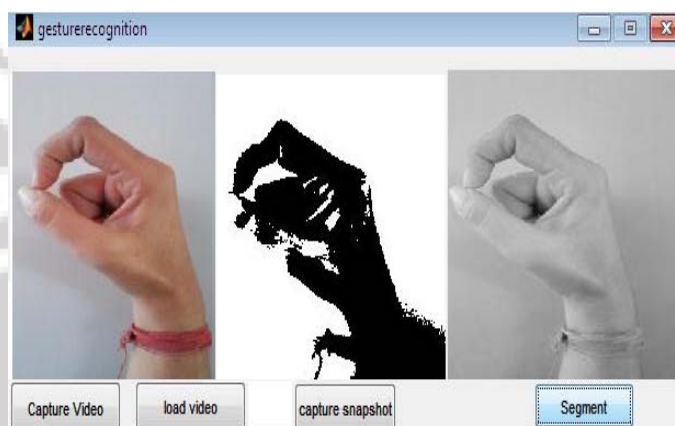 gesturerecognition
Capture Video
load video
capture snapshot
Segment